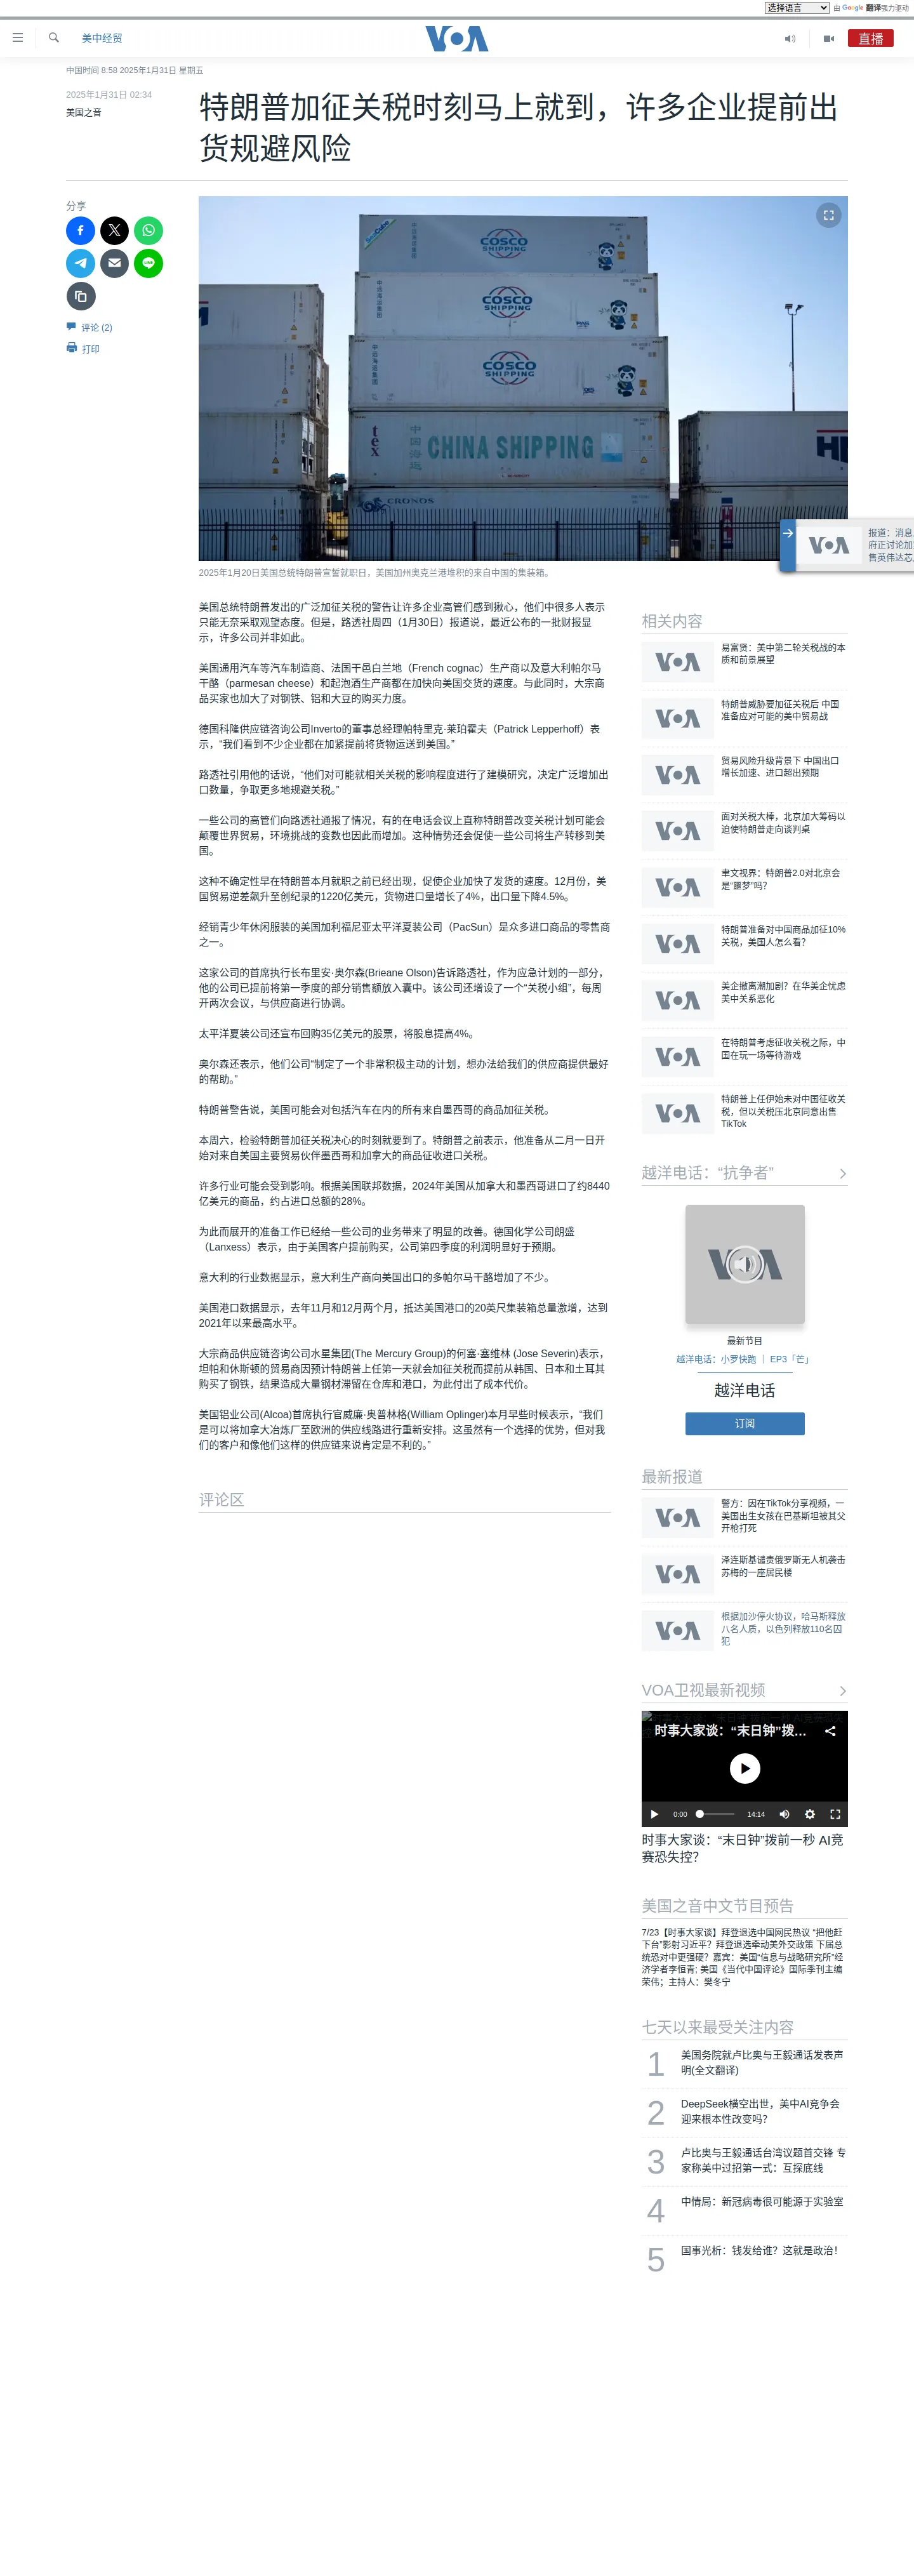 选择语言 由 Google 翻译强力驱动
美中经贸
VOA
直播
中国时间 8:58 2025年1月31日 星期五
2025年1月31日 02:34
美国之音
特朗普加征关税时刻马上就到，许多企业提前出
货规避风险
分享
评论 (2)
打印
COSCO
SHIPPING
COSCO
SHIPPING
COSCO
SHIPPING
中远海运集团
tex
中国海运
CHINA SHIPPING
CRONOS
2025年1月20日美国总统特朗普宣誓就职日，美国加州奥克兰港堆积的来自中国的集装箱。
VOA
报道：消息
府正讨论加
售英伟达芯
美国总统特朗普发出的广泛加征关税的警告让许多企业高管们感到揪心，他们中很多人表示
只能无奈采取观望态度。但是，路透社周四（1月30日）报道说，最近公布的一批财报显
示，许多公司并非如此。
美国通用汽车等汽车制造商、法国干邑白兰地（French cognac）生产商以及意大利帕尔马
干酪（parmesan cheese）和起泡酒生产商都在加快向美国交货的速度。与此同时，大宗商
品买家也加大了对钢铁、铝和大豆的购买力度。
德国科隆供应链咨询公司Inverto的董事总经理帕特里克·莱珀霍夫（Patrick Lepperhoff）表
示，“我们看到不少企业都在加紧提前将货物运送到美国。”
路透社引用他的话说，“他们对可能就相关关税的影响程度进行了建模研究，决定广泛增加出
口数量，争取更多地规避关税。”
一些公司的高管们向路透社通报了情况，有的在电话会议上直称特朗普改变关税计划可能会
颠覆世界贸易，环境挑战的变数也因此而增加。这种情势还会促使一些公司将生产转移到美
国。
这种不确定性早在特朗普本月就职之前已经出现，促使企业加快了发货的速度。12月份，美
国贸易逆差飙升至创纪录的1220亿美元，货物进口量增长了4%，出口量下降4.5%。
经销青少年休闲服装的美国加利福尼亚太平洋夏装公司（PacSun）是众多进口商品的零售商
之一。
这家公司的首席执行长布里安·奥尔森(Brieane Olson)告诉路透社，作为应急计划的一部分，
他的公司已提前将第一季度的部分销售额放入囊中。该公司还增设了一个“关税小组”，每周
开两次会议，与供应商进行协调。
太平洋夏装公司还宣布回购35亿美元的股票，将股息提高4%。
奥尔森还表示，他们公司“制定了一个非常积极主动的计划，想办法给我们的供应商提供最好
的帮助。”
特朗普警告说，美国可能会对包括汽车在内的所有来自墨西哥的商品加征关税。
本周六，检验特朗普加征关税决心的时刻就要到了。特朗普之前表示，他准备从二月一日开
始对来自美国主要贸易伙伴墨西哥和加拿大的商品征收进口关税。
许多行业可能会受到影响。根据美国联邦数据，2024年美国从加拿大和墨西哥进口了约8440
亿美元的商品，约占进口总额的28%。
为此而展开的准备工作已经给一些公司的业务带来了明显的改善。德国化学公司朗盛
（Lanxess）表示，由于美国客户提前购买，公司第四季度的利润明显好于预期。
意大利的行业数据显示，意大利生产商向美国出口的多帕尔马干酪增加了不少。
美国港口数据显示，去年11月和12月两个月，抵达美国港口的20英尺集装箱总量激增，达到
2021年以来最高水平。
大宗商品供应链咨询公司水星集团(The Mercury Group)的何塞·塞维林 (Jose Severin)表示，
坦帕和休斯顿的贸易商因预计特朗普上任第一天就会加征关税而提前从韩国、日本和土耳其
购买了钢铁，结果造成大量钢材滞留在仓库和港口，为此付出了成本代价。
美国铝业公司(Alcoa)首席执行官威廉·奥普林格(William Oplinger)本月早些时候表示，“我们
是可以将加拿大冶炼厂至欧洲的供应线路进行重新安排。这虽然有一个选择的优势，但对我
们的客户和像他们这样的供应链来说肯定是不利的。”
评论区
相关内容
易富贤：美中第二轮关税战的本
质和前景展望
特朗普威胁要加征关税后 中国
准备应对可能的美中贸易战
贸易风险升级背景下 中国出口
增长加速、进口超出预期
面对关税大棒，北京加大筹码以
迫使特朗普走向谈判桌
聿文视界：特朗普2.0对北京会
是“噩梦”吗？
特朗普准备对中国商品加征10%
关税，美国人怎么看？
美企撤离潮加剧？在华美企忧虑
美中关系恶化
在特朗普考虑征收关税之际，中
国在玩一场等待游戏
特朗普上任伊始未对中国征收关
税，但以关税压北京同意出售
TikTok
越洋电话：“抗争者”
最新节目
越洋电话：小罗快跑 ｜ EP3「芒」
越洋电话
订阅
最新报道
警方：因在TikTok分享视频，一
美国出生女孩在巴基斯坦被其父
开枪打死
泽连斯基谴责俄罗斯无人机袭击
苏梅的一座居民楼
根据加沙停火协议，哈马斯释放
八名人质，以色列释放110名囚
犯
VOA卫视最新视频
时事大家谈：“末日钟”拨…
0:00 14:14
时事大家谈：“末日钟”拨前一秒 AI竞
赛恐失控？
美国之音中文节目预告
7/23【时事大家谈】拜登退选中国网民热议 “把他赶
下台”影射习近平？拜登退选牵动美外交政策 下届总
统恐对中更强硬？嘉宾：美国“信息与战略研究所”经
济学者李恒青; 美国《当代中国评论》国际季刊主编
荣伟；主持人：樊冬宁
七天以来最受关注内容
1 美国务院就卢比奥与王毅通话发表声
明(全文翻译)
2 DeepSeek横空出世，美中AI竞争会
迎来根本性改变吗？
3 卢比奥与王毅通话台湾议题首交锋 专
家称美中过招第一式：互探底线
4 中情局：新冠病毒很可能源于实验室
5 国事光析：钱发给谁？这就是政治！